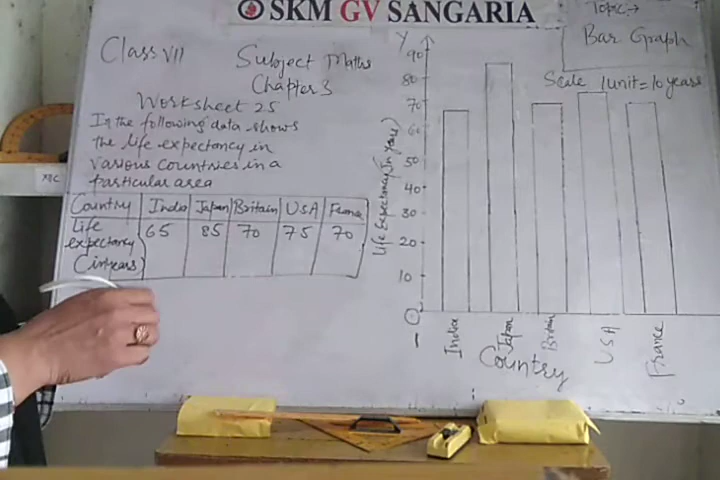 SKM GV SANGARIA
Class VII
Subject Maths
Chapter 3
Worksheet 25
In the following data shows
the life expectancy in
various countries in a
particular area
Country India Japan Britain USA France
Life expectancy (in years) 65 85 70 75 70
Topic →
Bar Graph
Scale 1 unit = 10 years
Y
90
80
70
60
50
40
30
20
10
0
Life Expectancy (In years)
India
Japan
Britain
USA
France
Country